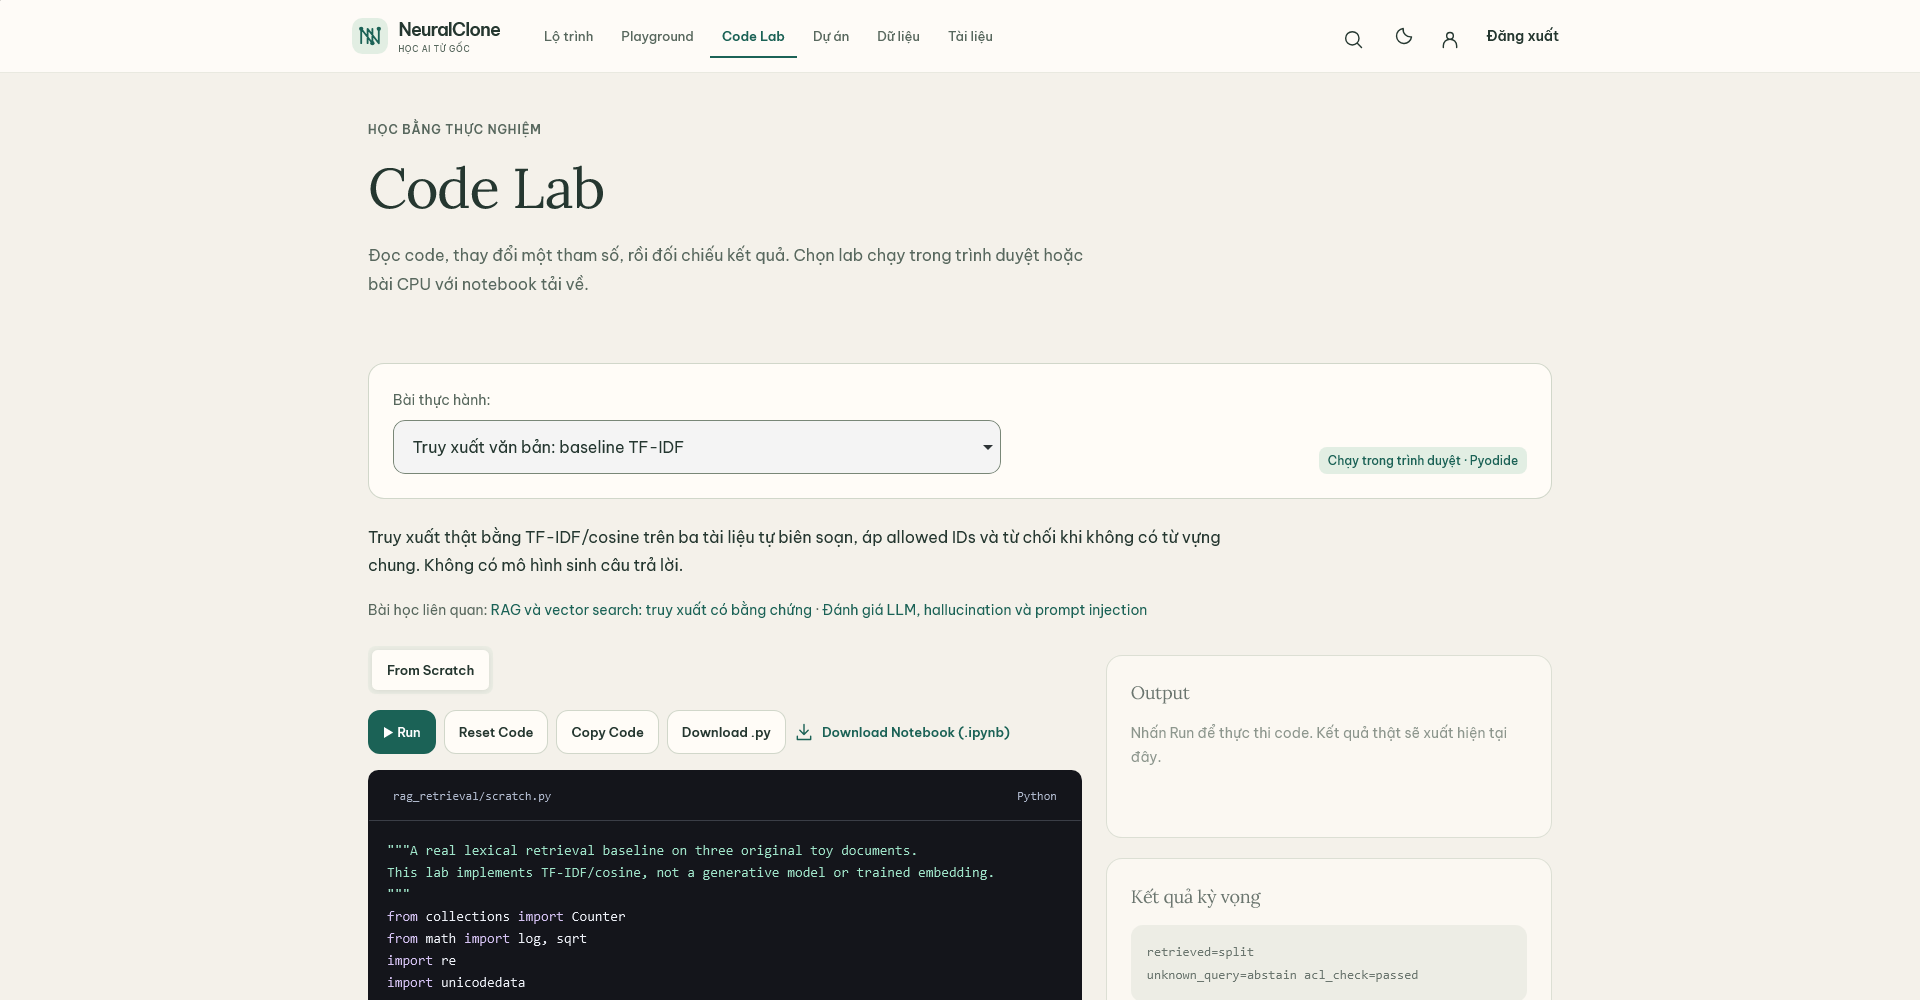 NeuralClone
HỌC AI TỪ GỐC
Lộ trình
Playground
Code Lab
Dự án
Dữ liệu
Tài liệu
Đăng xuất
HỌC BẰNG THỰC NGHIỆM
Code Lab
Đọc code, thay đổi một tham số, rồi đối chiếu kết quả. Chọn lab chạy trong trình duyệt hoặc
bài CPU với notebook tải về.
Bài thực hành:
Truy xuất văn bản: baseline TF-IDF
Chạy trong trình duyệt · Pyodide
Truy xuất thật bằng TF-IDF/cosine trên ba tài liệu tự biên soạn, áp allowed IDs và từ chối khi không có từ vựng
chung. Không có mô hình sinh câu trả lời.
Bài học liên quan: RAG và vector search: truy xuất có bằng chứng · Đánh giá LLM, hallucination và prompt injection
From Scratch
Run
Reset Code
Copy Code
Download .py
Download Notebook (.ipynb)
rag_retrieval/scratch.py
Python
"""A real lexical retrieval baseline on three original toy documents.
This lab implements TF-IDF/cosine, not a generative model or trained embedding.
"""
from collections import Counter
from math import log, sqrt
import re
import unicodedata
Output
Nhấn Run để thực thi code. Kết quả thật sẽ xuất hiện tại
đây.
Kết quả kỳ vọng
retrieved=split
unknown_query=abstain acl_check=passed